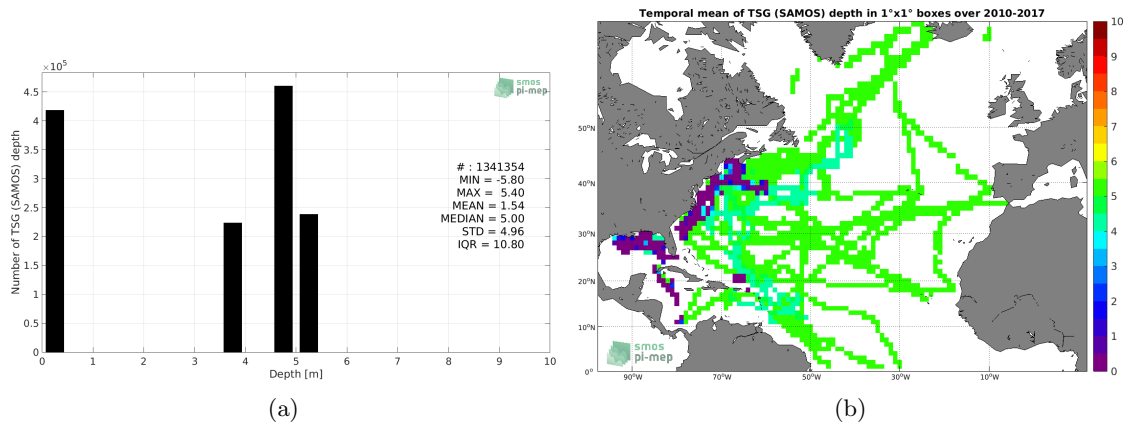 Temporal mean of TSG (SAMOS) depth in 1°x1° boxes over 2010-2017
×10⁵
4.5
4
3.5
3
2.5
2
1.5
1
0.5
0
Number of TSG (SAMOS) depth
0 1 2 3 4 5 6 7 8 9 10
Depth [m]
smos
pi-mep
# : 1341354
MIN = -5.80
MAX = 5.40
MEAN = 1.54
MEDIAN = 5.00
STD = 4.96
IQR = 10.80
(a)
50°N
40°N
30°N
20°N
10°N
0°
90°W 70°W 50°W 30°W 10°W
smos
pi-mep
10
9
8
7
6
5
4
3
2
1
0
(b)